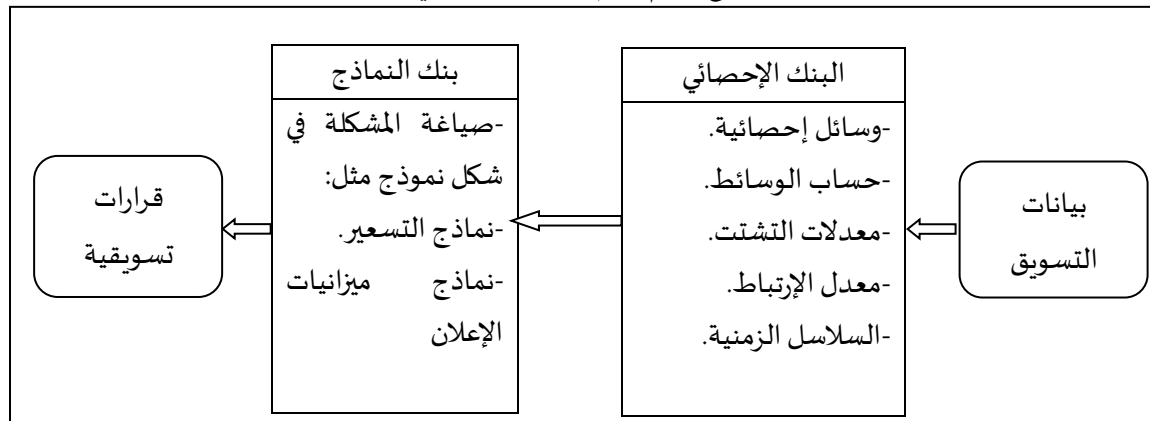 بيانات
التسويق
البنك الإحصائي
-وسائل إحصائية.
-حساب الوسائط.
-معدلات التشتت.
-معدل الإرتباط.
-السلاسل الزمنية.
بنك النماذج
-صياغة المشكلة في
شكل نموذج مثل:
-نماذج التسعير.
-نماذج ميزانيات
الإعلان
قرارات
تسويقية